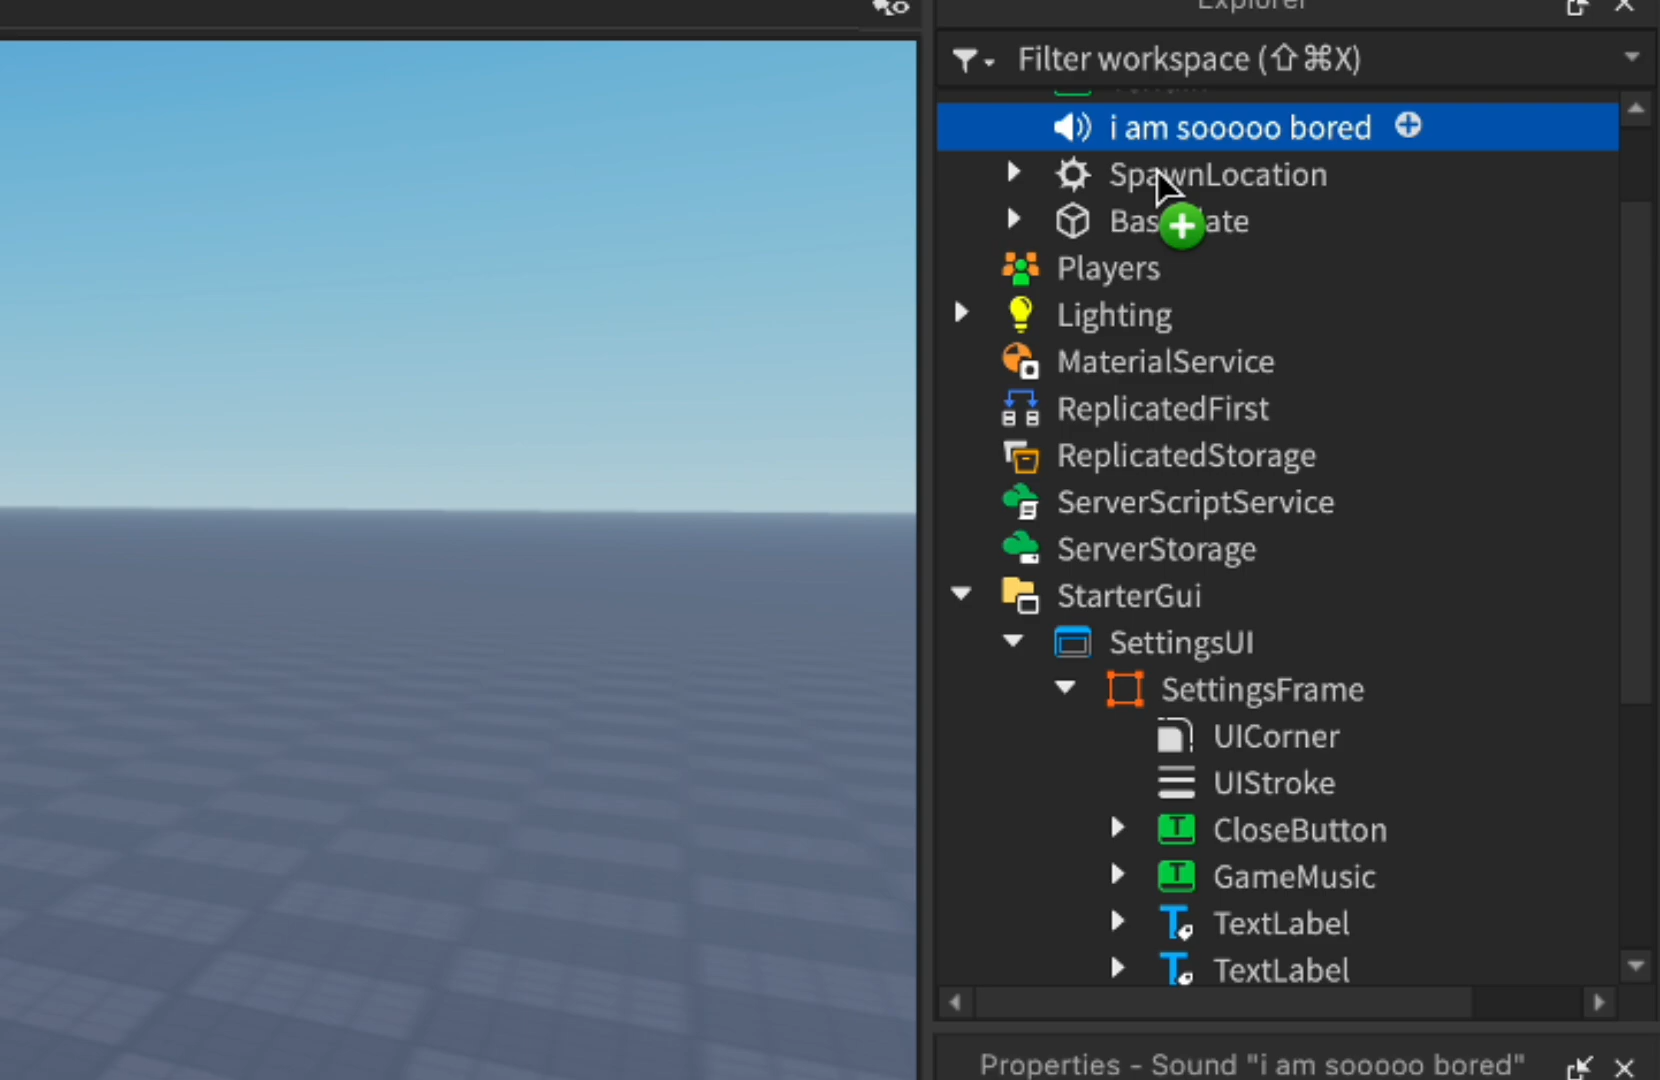 Explorer
Filter workspace (⇧⌘X)
i am sooooo bored
SpawnLocation
Baseplate
Players
Lighting
MaterialService
ReplicatedFirst
ReplicatedStorage
ServerScriptService
ServerStorage
StarterGui
SettingsUI
SettingsFrame
UICorner
UIStroke
CloseButton
GameMusic
TextLabel
TextLabel
Properties - Sound "i am sooooo bored"